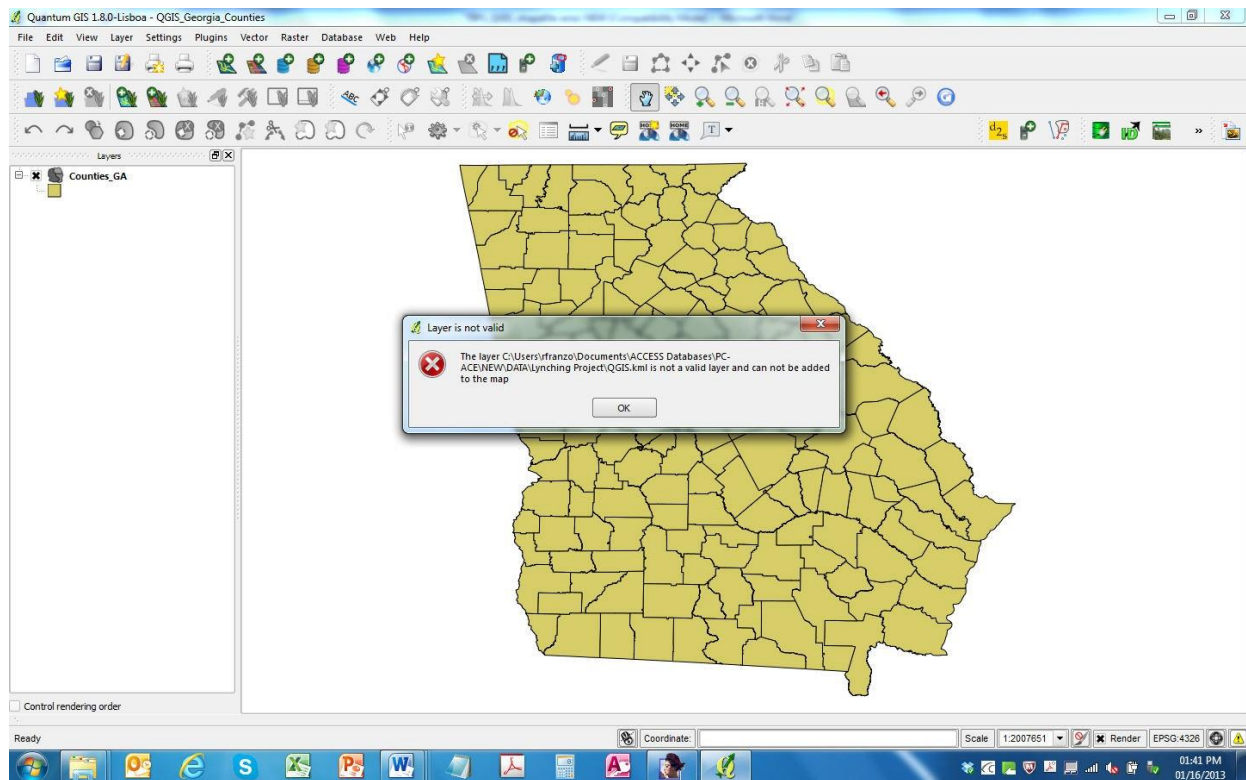 Quantum GIS 1.8.0-Lisboa - QGIS_Georgia_Counties
File Edit View Layer Settings Plugins Vector Raster Database Web Help
Layers
Counties_GA
Layer is not valid
The layer C:\Users\rfranzo\Documents\ACCESS Databases\PC-
ACE\NEW\DATA\Lynching Project\QGIS.kml is not a valid layer and can not be added
to the map
OK
Control rendering order
Ready
Coordinate:
Scale 1:2007651 Render EPSG:4326
01:41 PM
01/16/2013